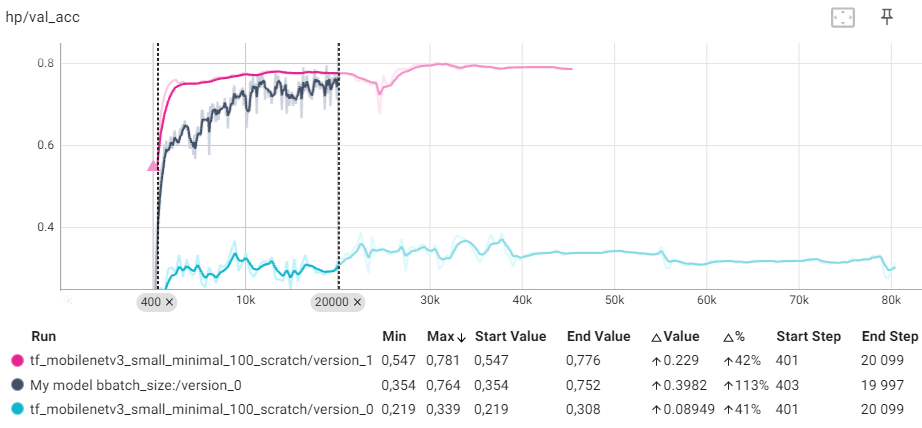 hp/val_acc
0.8
0.6
0.4
400 × 10k 20000 × 30k 40k 50k 60k 70k 80k
Run Min Max↓ Start Value End Value △Value △% Start Step End Step
tf_mobilenetv3_small_minimal_100_scratch/version_1 0,547 0,781 0,547 0,776 ↑0.229 ↑42% 401 20 099
My model bbatch_size:/version_0 0,354 0,764 0,354 0,752 ↑0.3982 ↑113% 403 19 997
tf_mobilenetv3_small_minimal_100_scratch/version_0 0,219 0,339 0,219 0,308 ↑0.08949 ↑41% 401 20 099